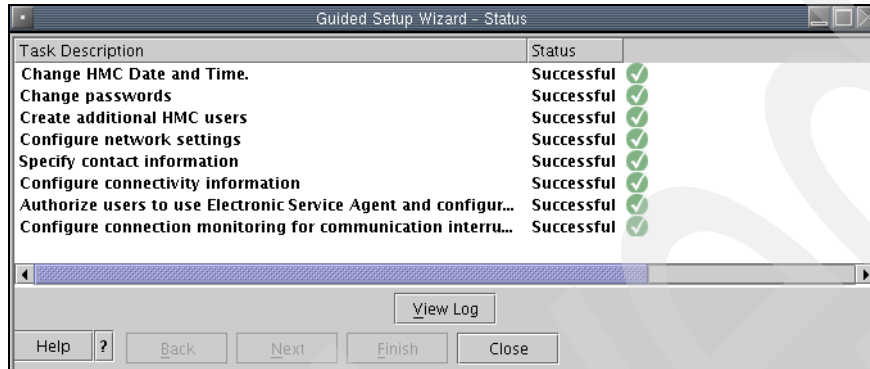 Guided Setup Wizard - Status
Task Description Status
Change HMC Date and Time. Successful
Change passwords Successful
Create additional HMC users Successful
Configure network settings Successful
Specify contact information Successful
Configure connectivity information Successful
Authorize users to use Electronic Service Agent and configur... Successful
Configure connection monitoring for communication interru... Successful
View Log
Help ? Back Next Finish Close